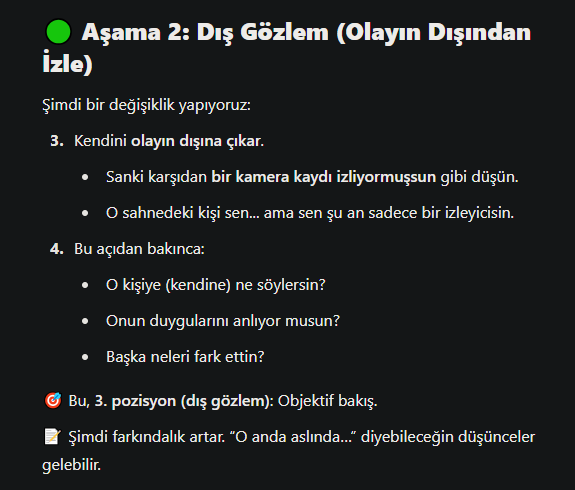 🟢 Aşama 2: Dış Gözlem (Olayın Dışından
İzle)
Şimdi bir değişiklik yapıyoruz:
3. Kendini olayın dışına çıkar.
• Sanki karşıdan bir kamera kaydı izliyormuşsun gibi düşün.
• O sahnedeki kişi sen... ama sen şu an sadece bir izleyicisin.
4. Bu açıdan bakınca:
• O kişiye (kendine) ne söylersin?
• Onun duygularını anlıyor musun?
• Başka neleri fark ettin?
🎯 Bu, 3. pozisyon (dış gözlem): Objektif bakış.
📝 Şimdi farkındalık artar. “O anda aslında...” diyebileceğin düşünceler
gelebilir.